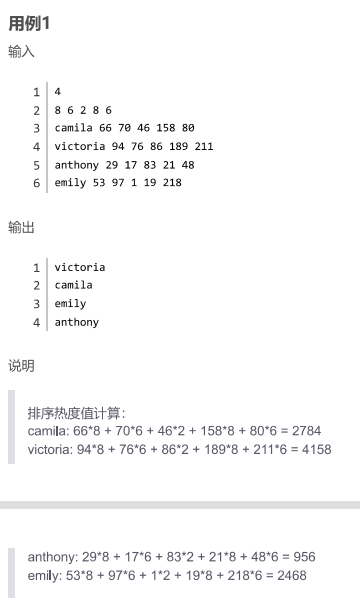 用例1
输入
1 4
2 8 6 2 8 6
3 camila 66 70 46 158 80
4 victoria 94 76 86 189 211
5 anthony 29 17 83 21 48
6 emily 53 97 1 19 218
输出
1 victoria
2 camila
3 emily
4 anthony
说明
排序热度值计算：
camila: 66*8 + 70*6 + 46*2 + 158*8 + 80*6 = 2784
victoria: 94*8 + 76*6 + 86*2 + 189*8 + 211*6 = 4158
anthony: 29*8 + 17*6 + 83*2 + 21*8 + 48*6 = 956
emily: 53*8 + 97*6 + 1*2 + 19*8 + 218*6 = 2468